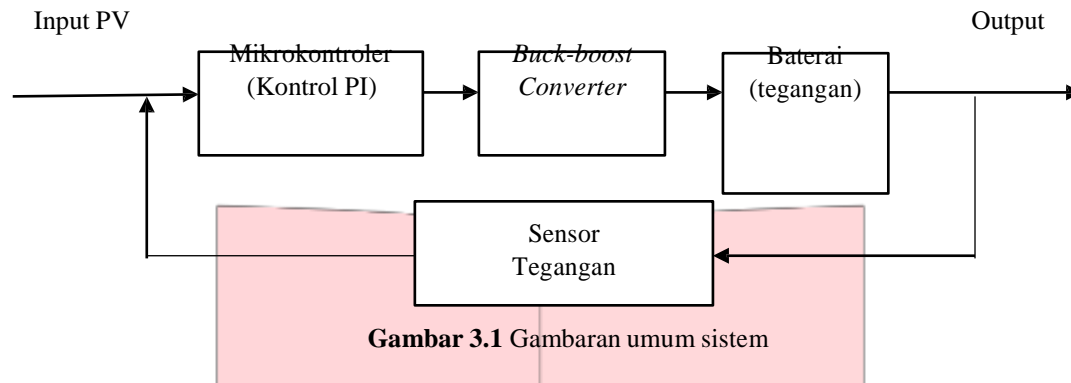 Input PV
Output
Mikrokontroler
(Kontrol PI)
Buck-boost
Converter
Baterai
(tegangan)
Sensor
Tegangan
Gambar 3.1 Gambaran umum sistem